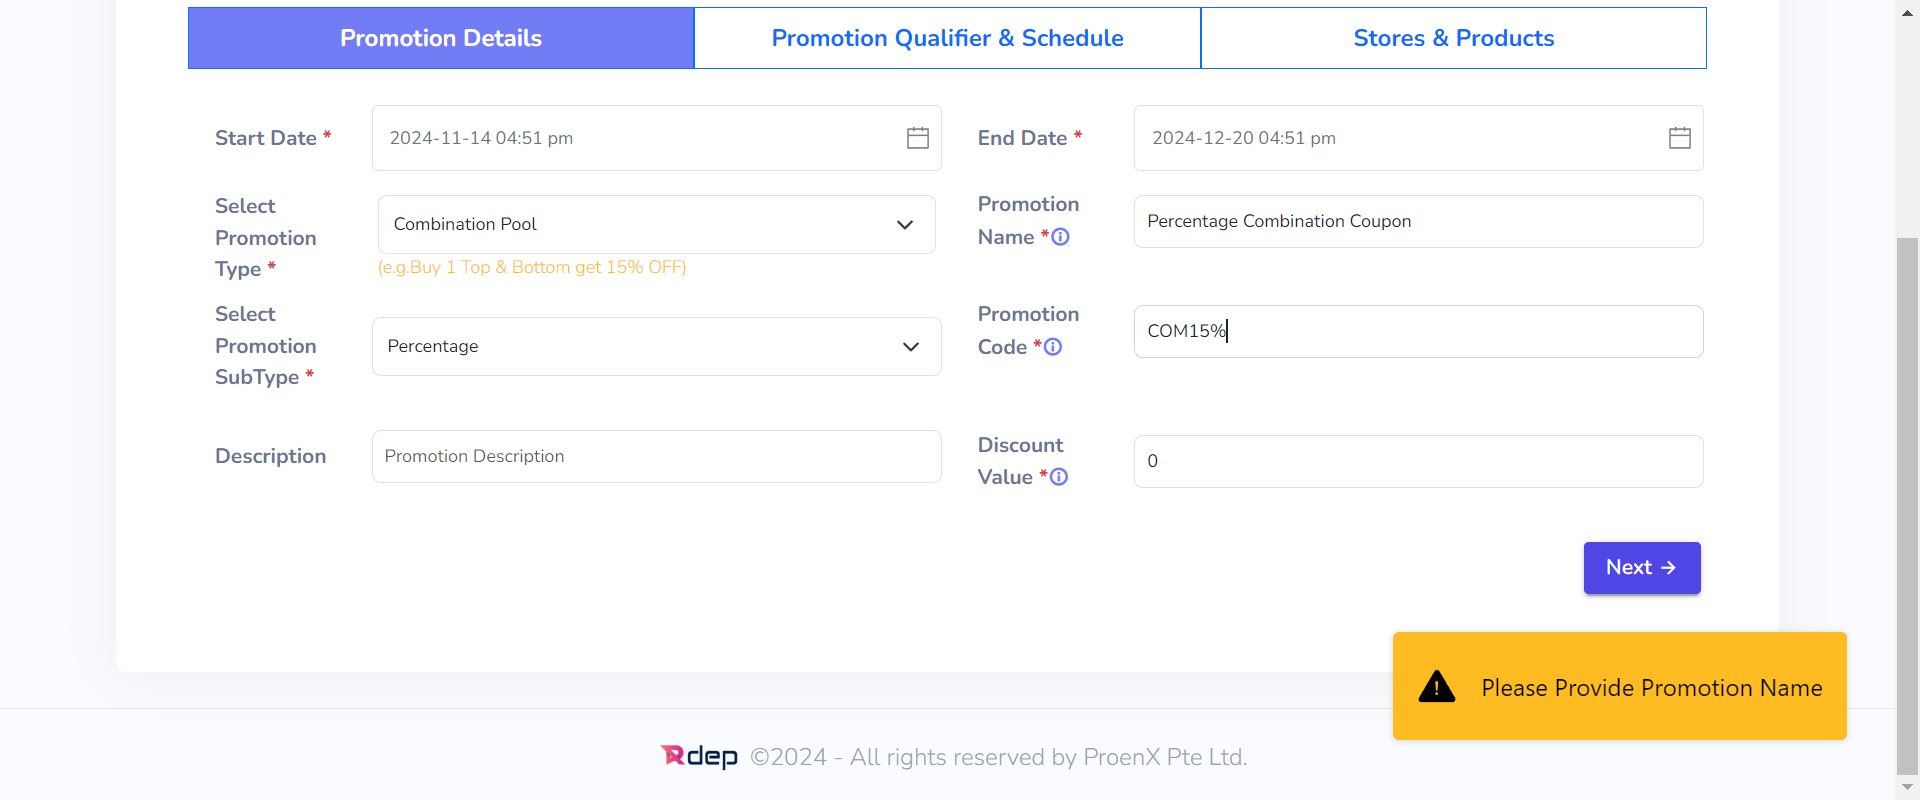 Promotion Details
Promotion Qualifier & Schedule
Stores & Products
Start Date *
2024-11-14 04:51 pm
End Date *
2024-12-20 04:51 pm
Select
Promotion
Type *
Combination Pool
(e.g.Buy 1 Top & Bottom get 15% OFF)
Promotion
Name *
Percentage Combination Coupon
Select
Promotion
SubType *
Percentage
Promotion
Code *
COM15%
Description
Promotion Description
Discount
Value *
0
Next →
Please Provide Promotion Name
Rdep ©2024 - All rights reserved by ProenX Pte Ltd.